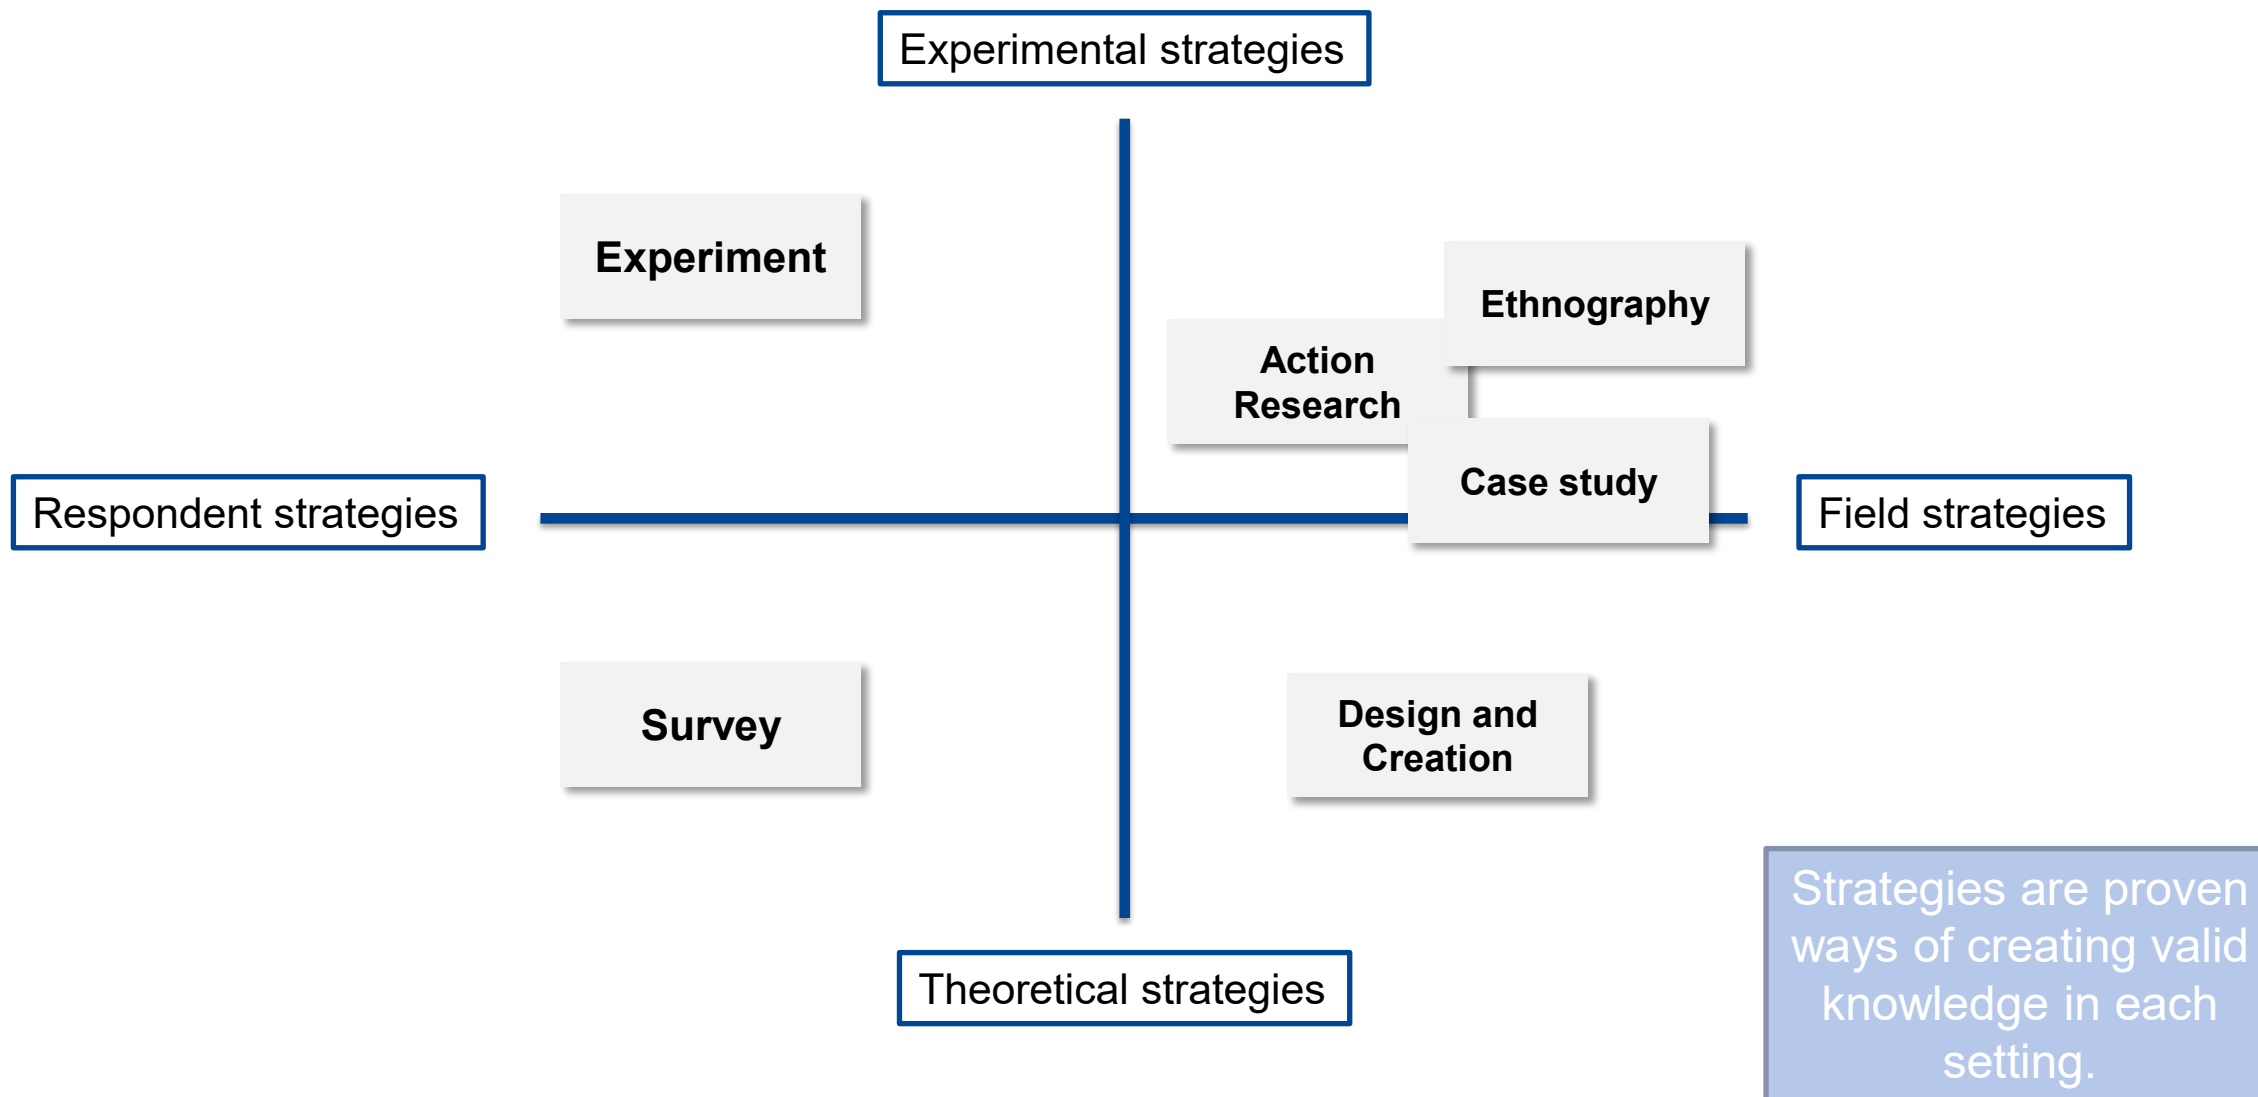 Experimental strategies
Experiment
Ethnography
Action
Research
Case study
Respondent strategies
Field strategies
Survey
Design and
Creation
Theoretical strategies
Strategies are proven
ways of creating valid
knowledge in each
setting.